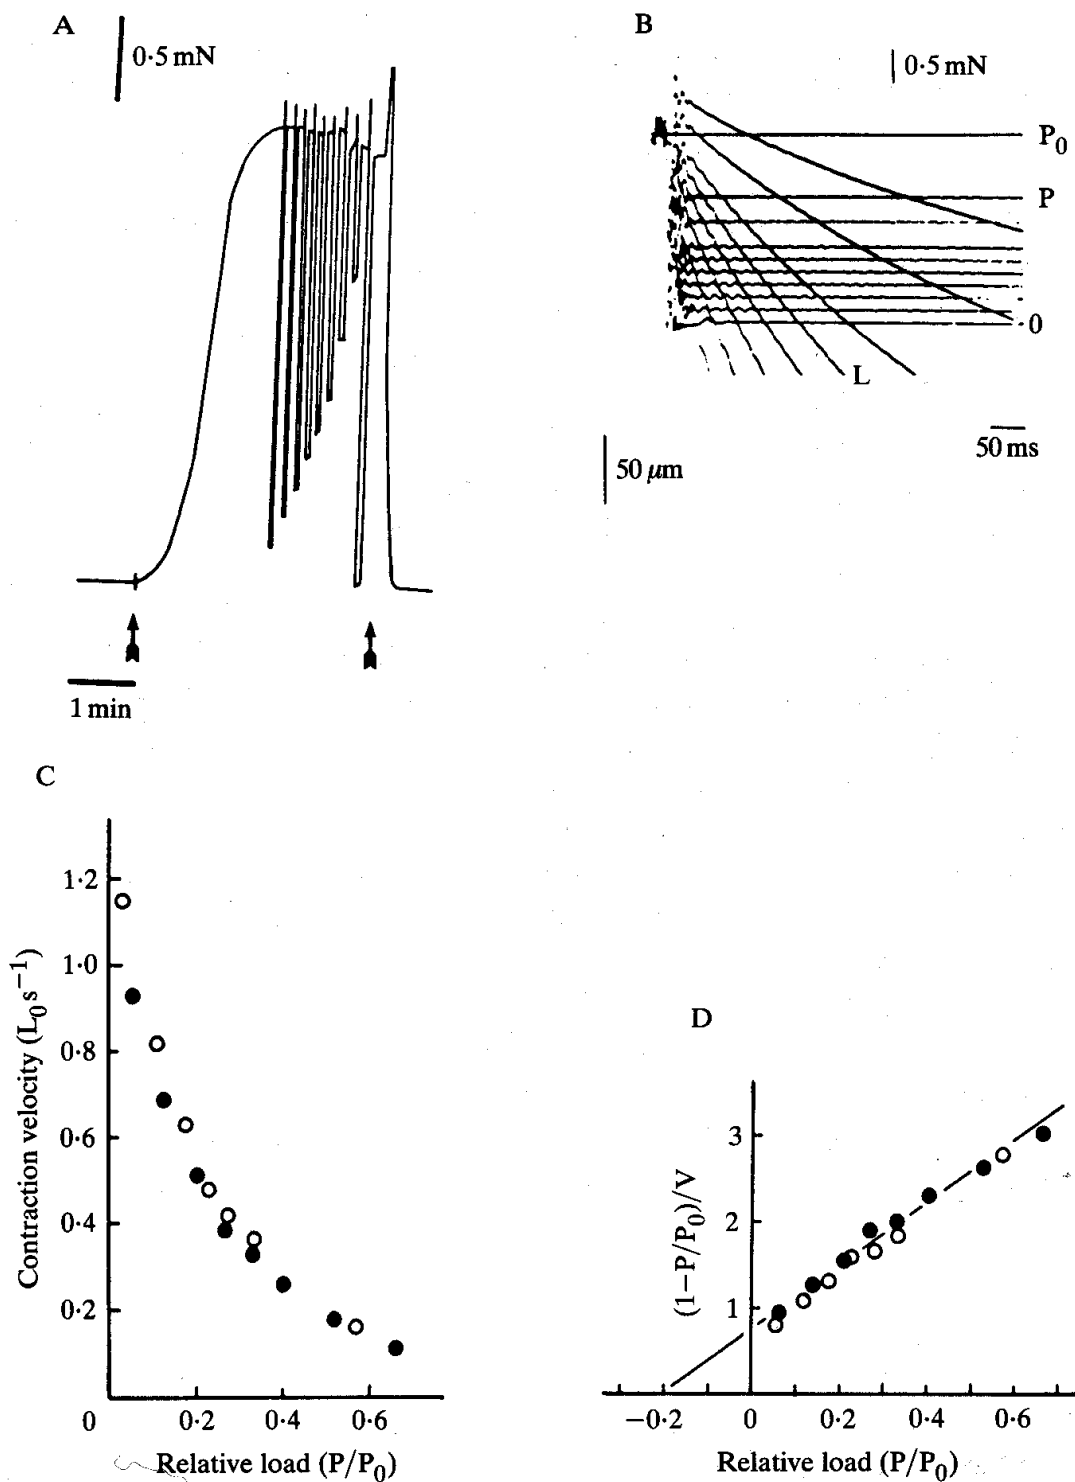 A
0·5 mN
1 min
B
0·5 mN
P0
P
0
L
50 ms
50 μm
C
Contraction velocity (L0 s−1)
1·2
1·0
0·8
0·6
0·4
0·2
0
0·2
0·4
0·6
Relative load (P/P0)
D
(1−P/P0)/V
3
2
1
−0·2
0
0·2
0·4
0·6
Relative load (P/P0)